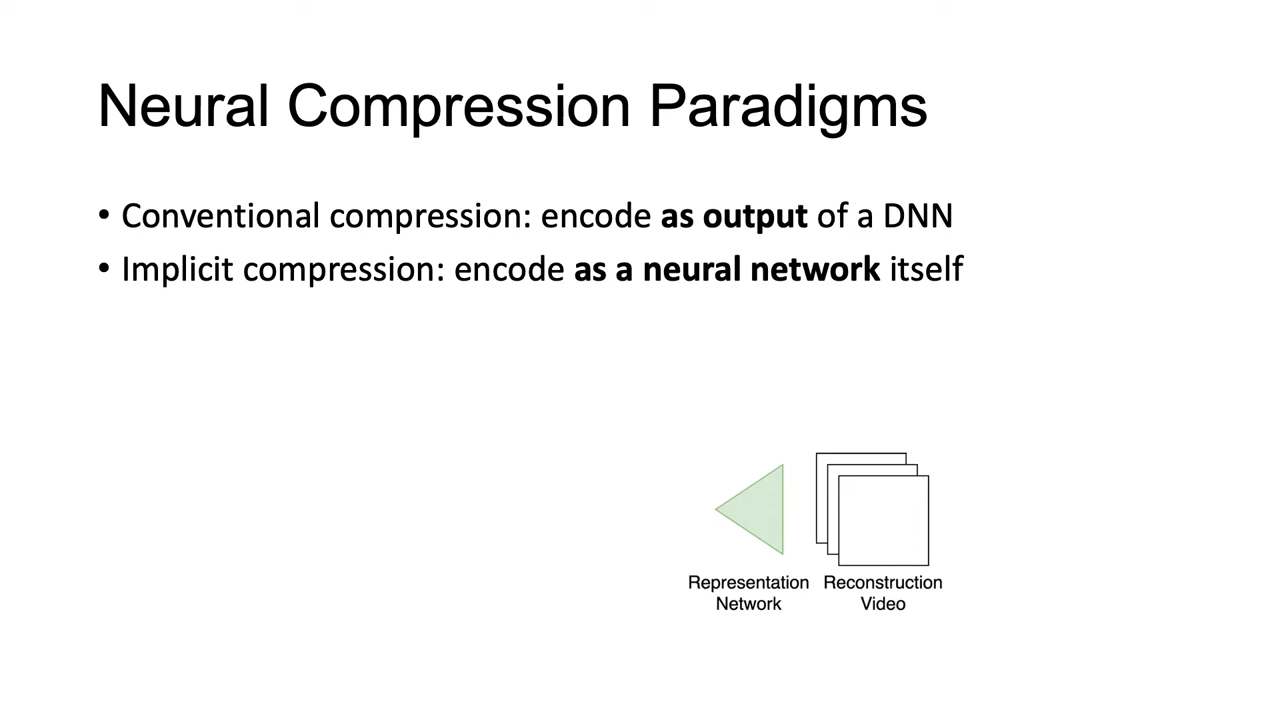 Neural Compression Paradigms
• Conventional compression: encode as output of a DNN
• Implicit compression: encode as a neural network itself
Representation
Network
Reconstruction
Video